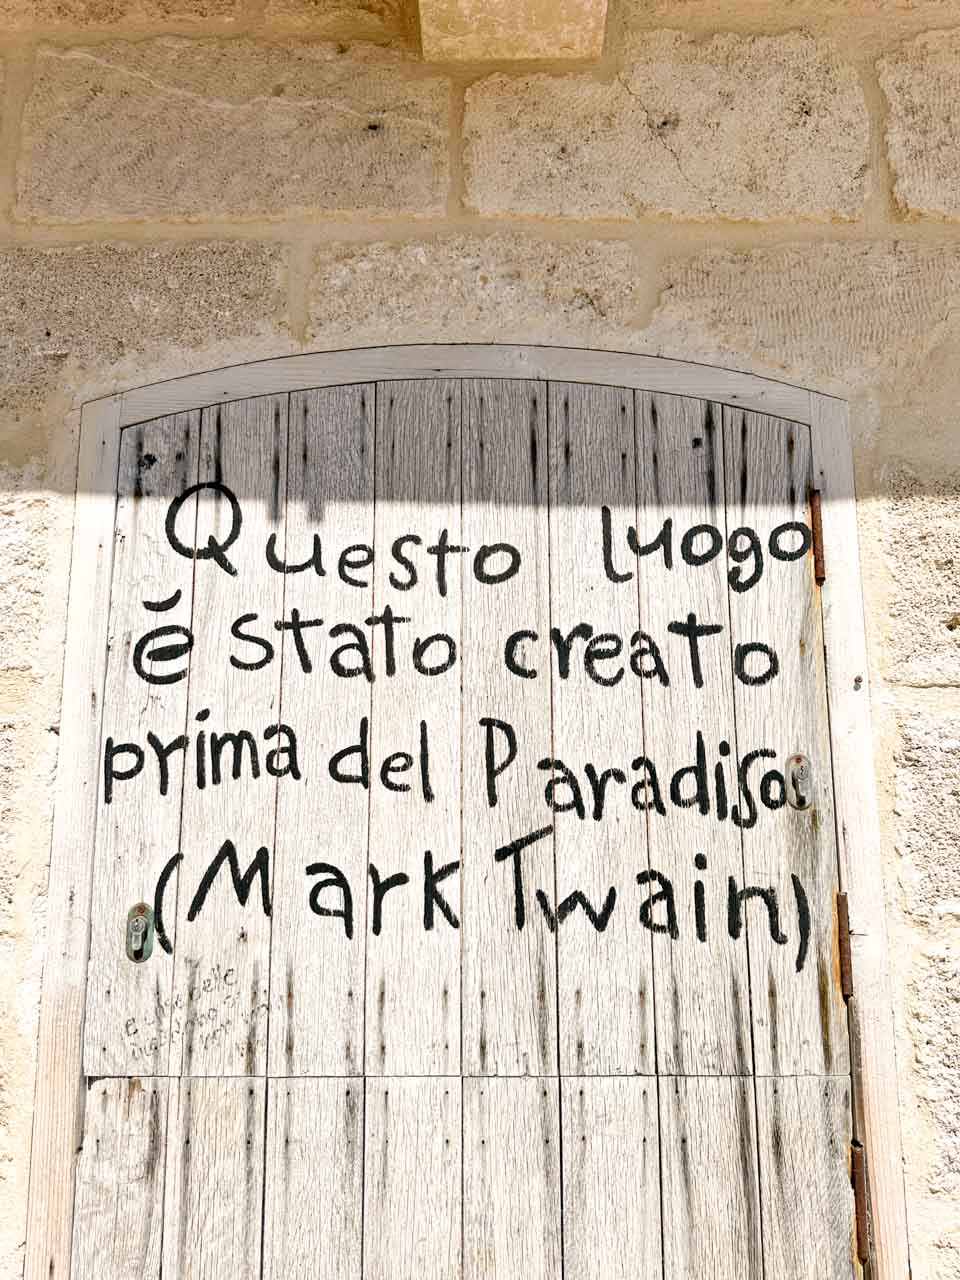 Questo luogo
ĕ stato creato
prima del Paradiso
(Mark Twain)